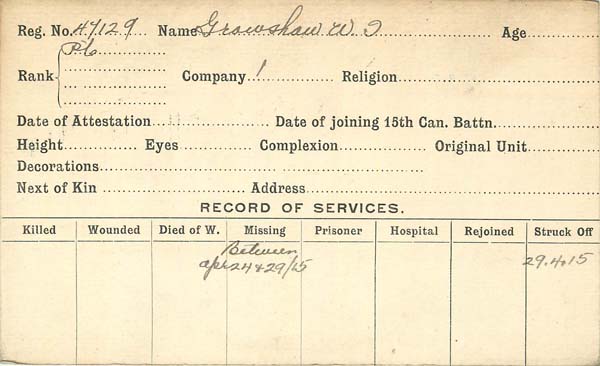 Reg. No. 47129 Name Grawshaw W. I Age
Rank Pte Company 1 Religion
Date of Attestation Date of joining 15th Can. Battn.
Height Eyes Complexion Original Unit
Decorations
Next of Kin Address
RECORD OF SERVICES.
Killed Wounded Died of W. Missing Prisoner Hospital Rejoined Struck Off
Between
Apr 24 & 29/15 29.4.15